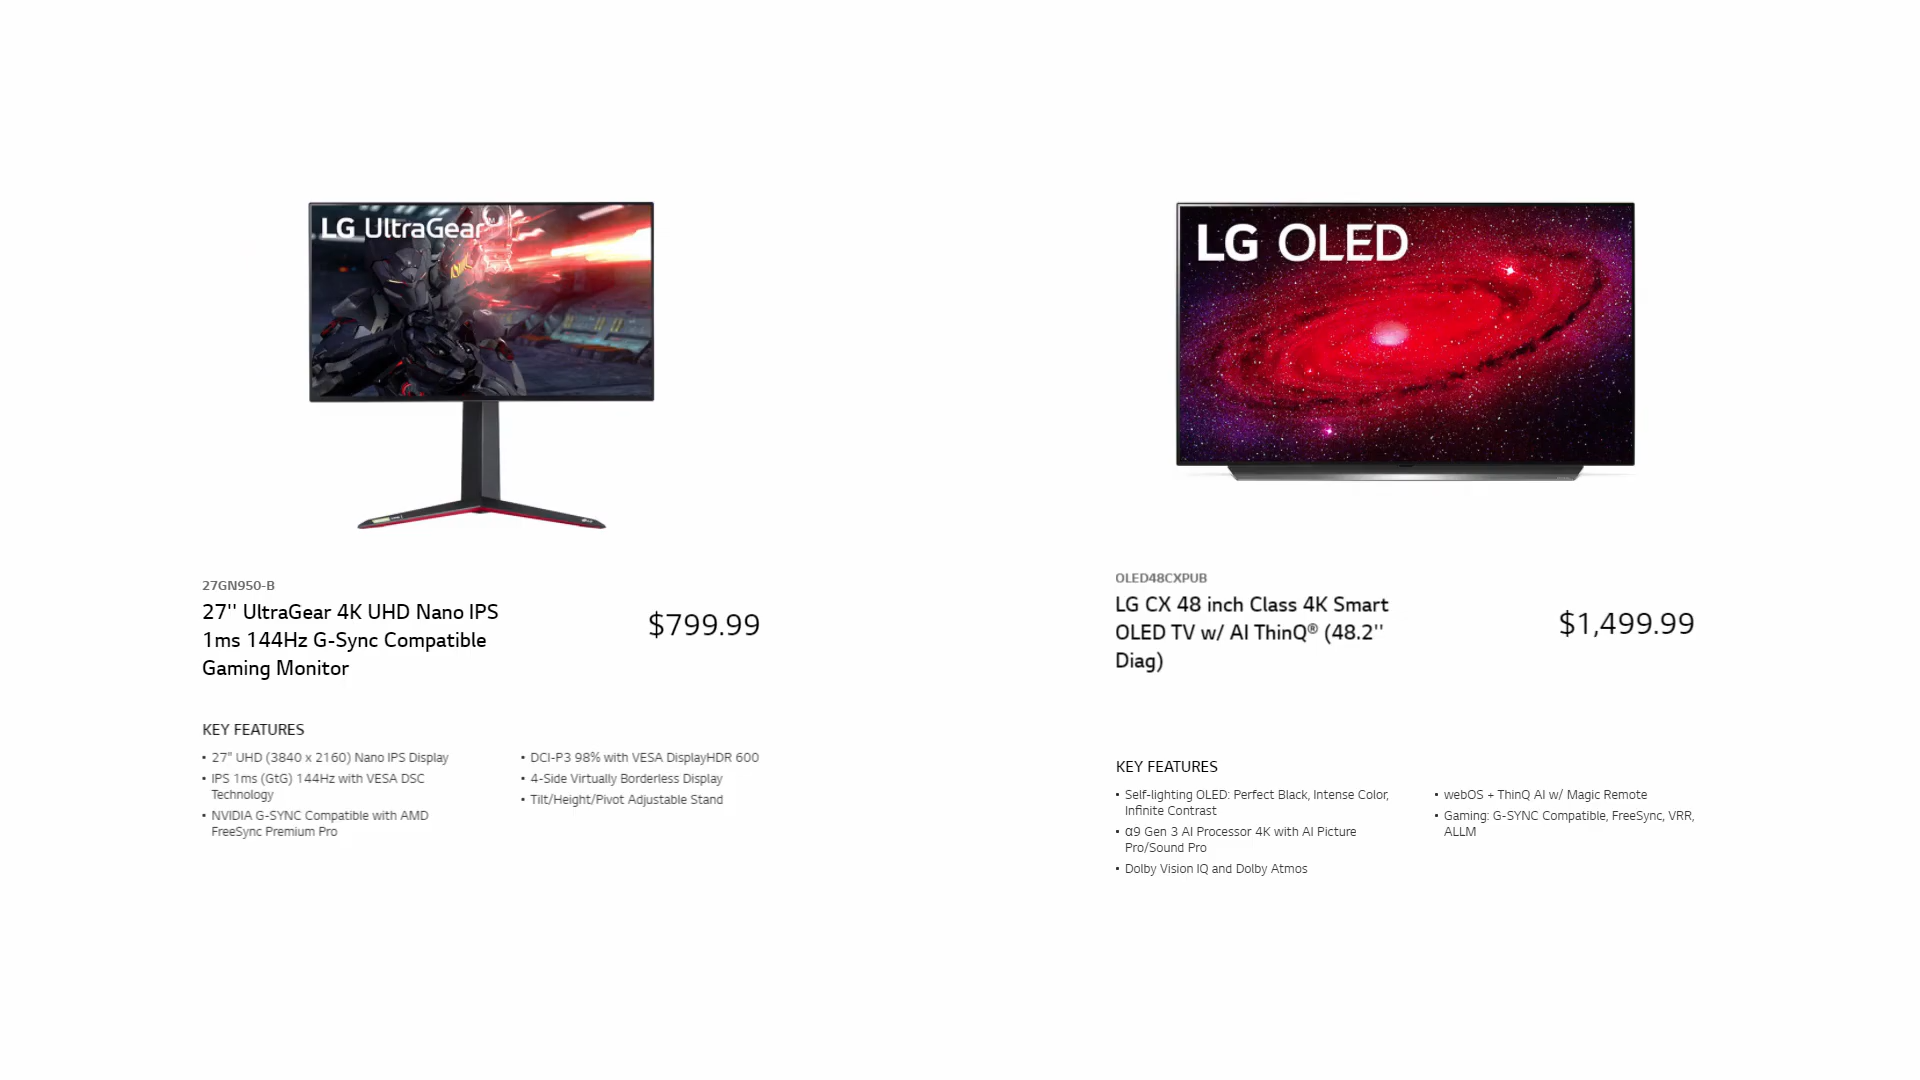 LG UltraGear™
27GN950-B
27'' UltraGear 4K UHD Nano IPS
1ms 144Hz G-Sync Compatible
Gaming Monitor
$799.99
KEY FEATURES
▪ 27" UHD (3840 x 2160) Nano IPS Display
▪ IPS 1ms (GtG) 144Hz with VESA DSC
Technology
▪ NVIDIA G-SYNC Compatible with AMD
FreeSync Premium Pro
▪ DCI-P3 98% with VESA DisplayHDR 600
▪ 4-Side Virtually Borderless Display
▪ Tilt/Height/Pivot Adjustable Stand
LG OLED
OLED48CXPUB
LG CX 48 inch Class 4K Smart
OLED TV w/ AI ThinQ® (48.2''
Diag)
$1,499.99
KEY FEATURES
▪ Self-lighting OLED: Perfect Black, Intense Color,
Infinite Contrast
▪ α9 Gen 3 AI Processor 4K with AI Picture
Pro/Sound Pro
▪ Dolby Vision IQ and Dolby Atmos
▪ webOS + ThinQ AI w/ Magic Remote
▪ Gaming: G-SYNC Compatible, FreeSync, VRR,
ALLM